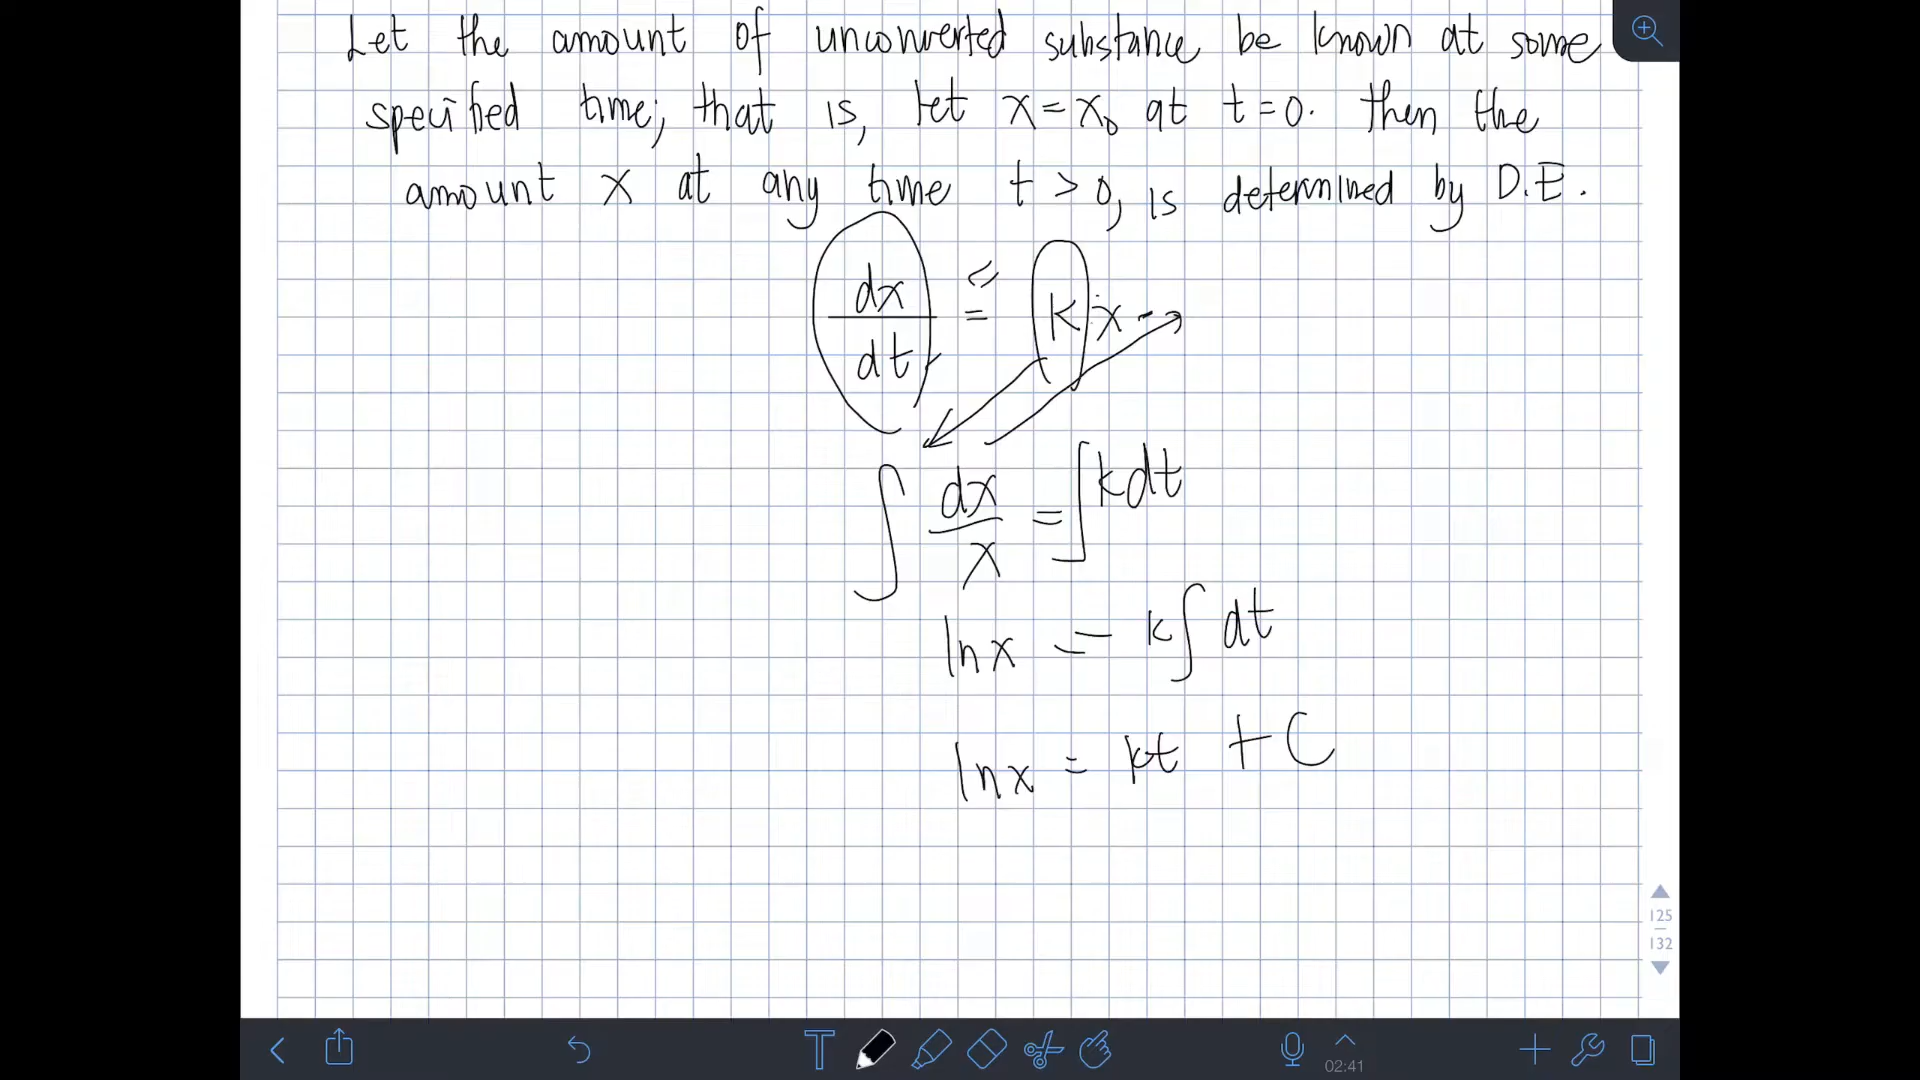 Let the amount of unconverted substance be known at some
specified time; that is, let x = x₀ at t = 0. then the
amount x at any time t > 0, is determined by D.E.
dx/dt = kx
∫ dx/x = ∫ k dt
ln x = k ∫ dt
ln x = kt + C
125
132
T
02:41